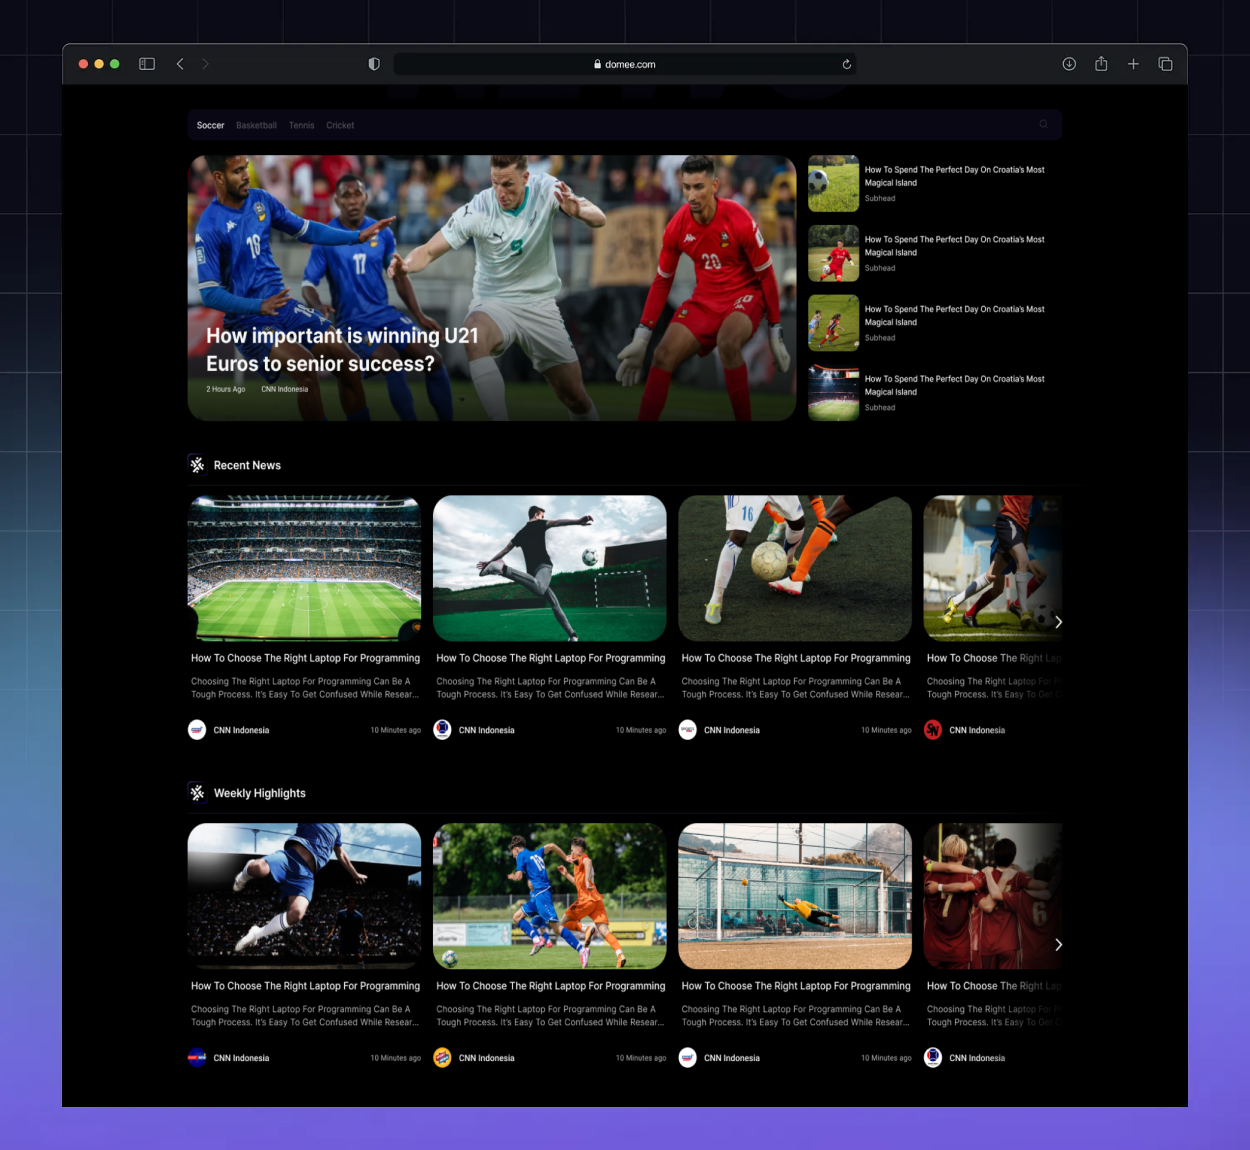 domee.com
Soccer Basketball Tennis Cricket
How important is winning U21
Euros to senior success?
2 Hours Ago CNN Indonesia
How To Spend The Perfect Day On Croatia's Most
Magical Island
Subhead
How To Spend The Perfect Day On Croatia's Most
Magical Island
Subhead
How To Spend The Perfect Day On Croatia's Most
Magical Island
Subhead
How To Spend The Perfect Day On Croatia's Most
Magical Island
Subhead
16
17
9
20
20
Recent News
16
How To Choose The Right Laptop For Programming
Choosing The Right Laptop For Programming Can Be A
Tough Process. It's Easy To Get Confused While Resear...
CNN Indonesia 10 Minutes ago
How To Choose The Right Laptop For Programming
Choosing The Right Laptop For Programming Can Be A
Tough Process. It's Easy To Get Confused While Resear...
CNN Indonesia 10 Minutes ago
How To Choose The Right Laptop For Programming
Choosing The Right Laptop For Programming Can Be A
Tough Process. It's Easy To Get Confused While Resear...
CNN Indonesia 10 Minutes ago
How To Choose The Right Lap
Choosing The Right Laptop For
Tough Process. It's Easy To Get
CNN Indonesia
Weekly Highlights
7
6
How To Choose The Right Laptop For Programming
Choosing The Right Laptop For Programming Can Be A
Tough Process. It's Easy To Get Confused While Resear...
CNN Indonesia 10 Minutes ago
How To Choose The Right Laptop For Programming
Choosing The Right Laptop For Programming Can Be A
Tough Process. It's Easy To Get Confused While Resear...
CNN Indonesia 10 Minutes ago
How To Choose The Right Laptop For Programming
Choosing The Right Laptop For Programming Can Be A
Tough Process. It's Easy To Get Confused While Resear...
CNN Indonesia 10 Minutes ago
How To Choose The Right Lap
Choosing The Right Laptop For
Tough Process. It's Easy To Get
CNN Indonesia